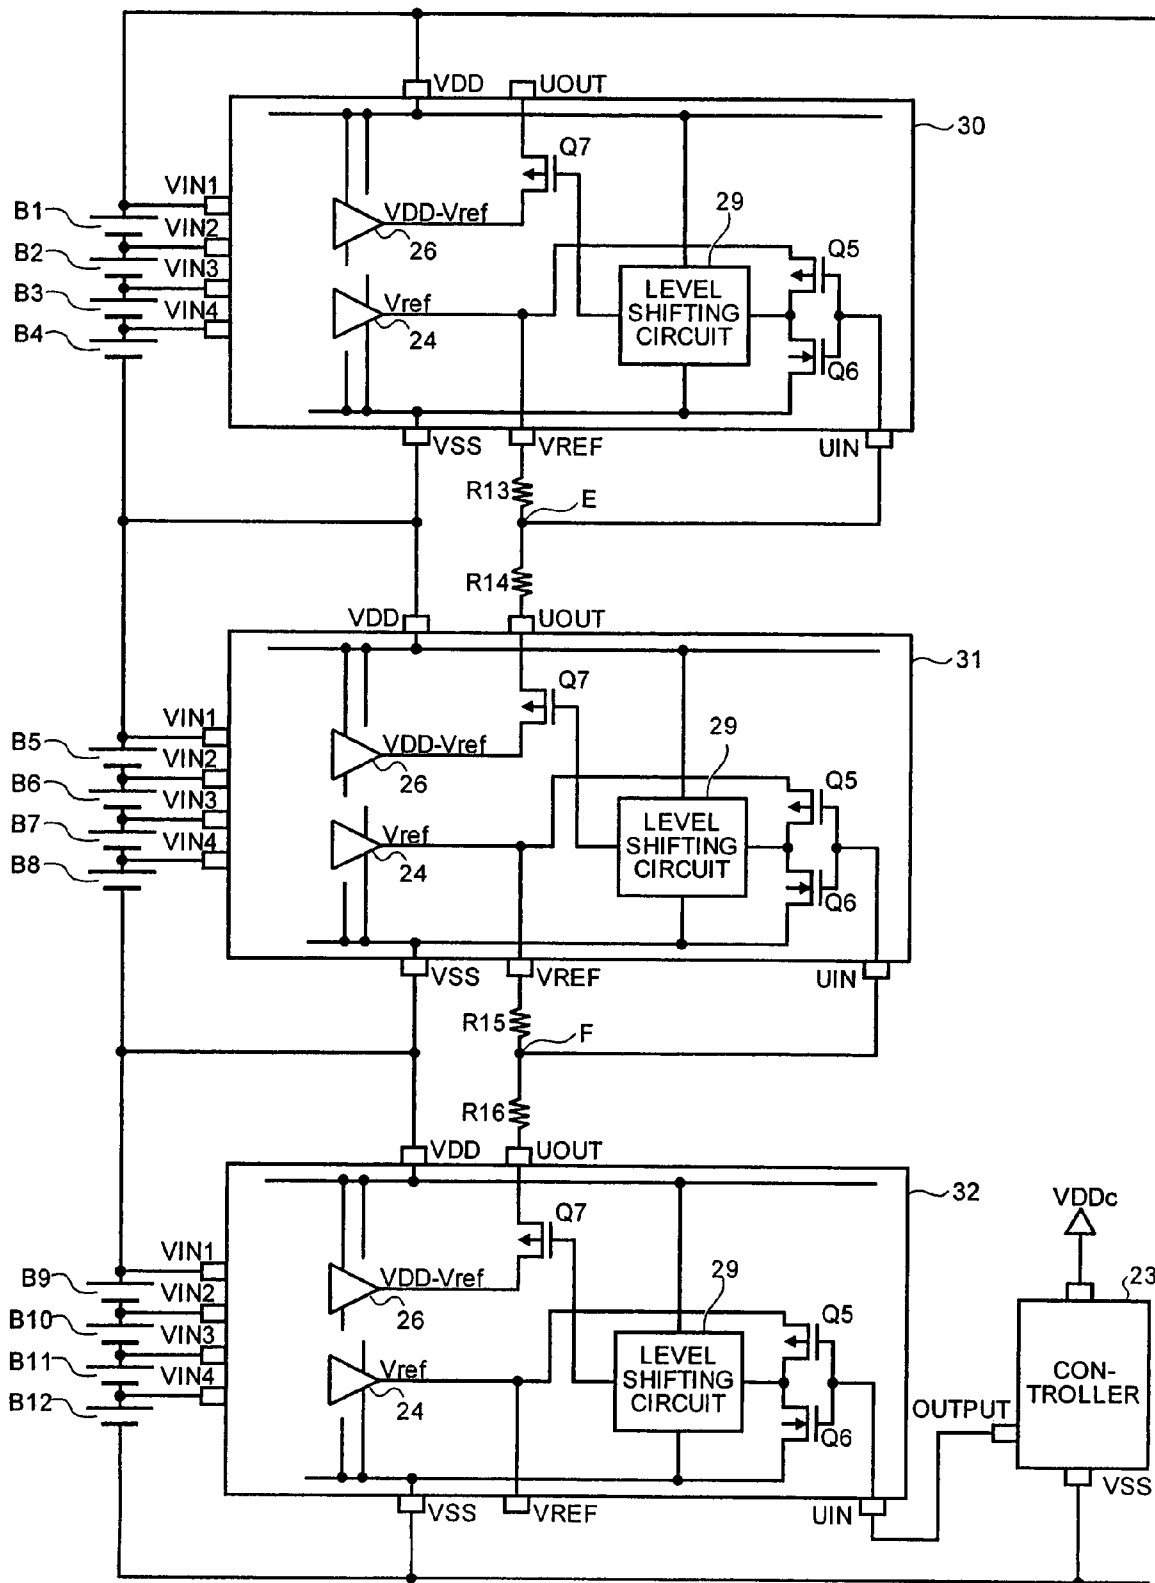 VDD
UOUT
30
Q7
VIN1
B1
VDD-Vref
26
29
VIN2
B2
Q5
VIN3
B3
LEVEL
SHIFTING
CIRCUIT
Vref
24
VIN4
B4
Q6
VSS
VREF
UIN
R13
E
R14
VDD
UOUT
31
Q7
VIN1
B5
VDD-Vref
26
29
VIN2
B6
Q5
VIN3
B7
LEVEL
SHIFTING
CIRCUIT
Vref
24
VIN4
B8
Q6
VSS
VREF
UIN
R15
F
R16
VDD
UOUT
32
Q7
VDDc
VIN1
B9
VDD-Vref
26
29
23
VIN2
B10
Q5
VIN3
B11
LEVEL
SHIFTING
CIRCUIT
Vref
24
CON-
TROLLER
VIN4
B12
Q6
OUTPUT
VSS
VSS
VREF
UIN